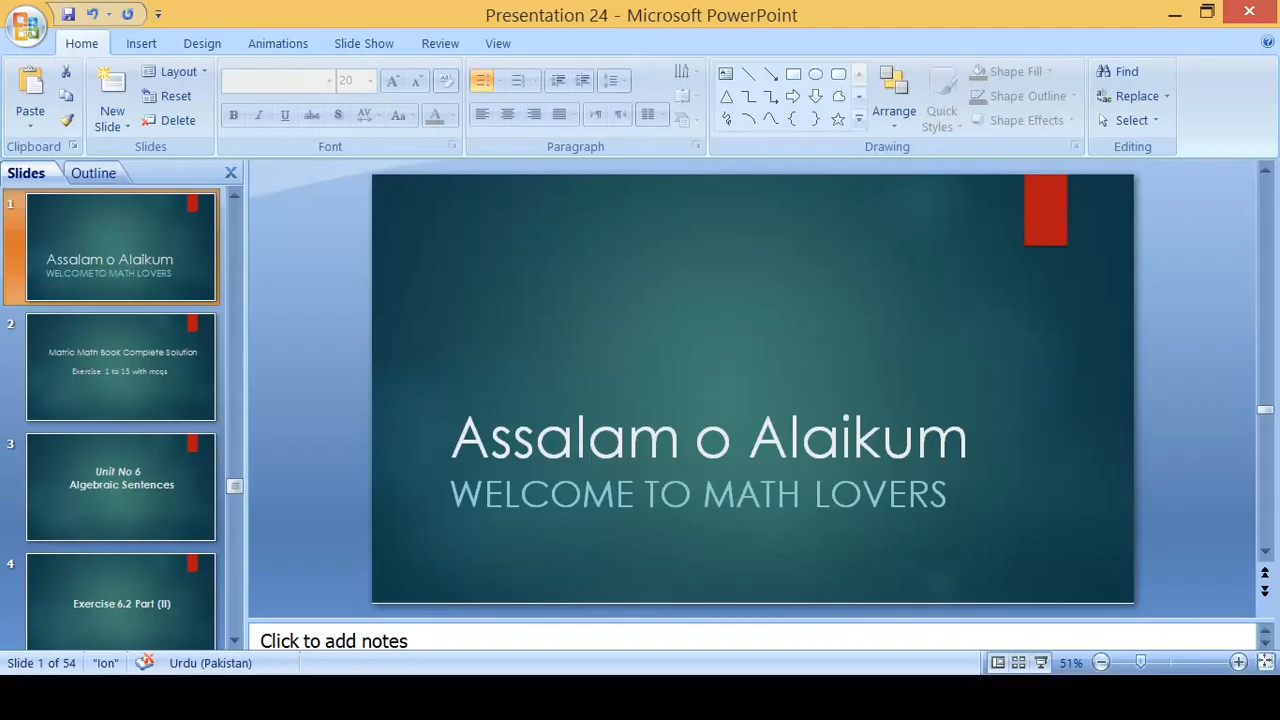 Presentation 24 - Microsoft PowerPoint
Home Insert Design Animations Slide Show Review View
Paste
Clipboard
New Slide
Layout
Reset
Delete
Slides
20
Font
Paragraph
Arrange
Quick Styles
Shape Fill
Shape Outline
Shape Effects
Drawing
Find
Replace
Select
Editing
Slides Outline
1
Assalam o Alaikum
WELCOME TO MATH LOVERS
2
Matric Math Book Complete Solution
Exercise 1 to 15 with mcqs
3
Unit No 6
Algebraic Sentences
4
Exercise 6.2 Part (II)
Assalam o Alaikum
WELCOME TO MATH LOVERS
Click to add notes
Slide 1 of 54 "Ion" Urdu (Pakistan) 51%